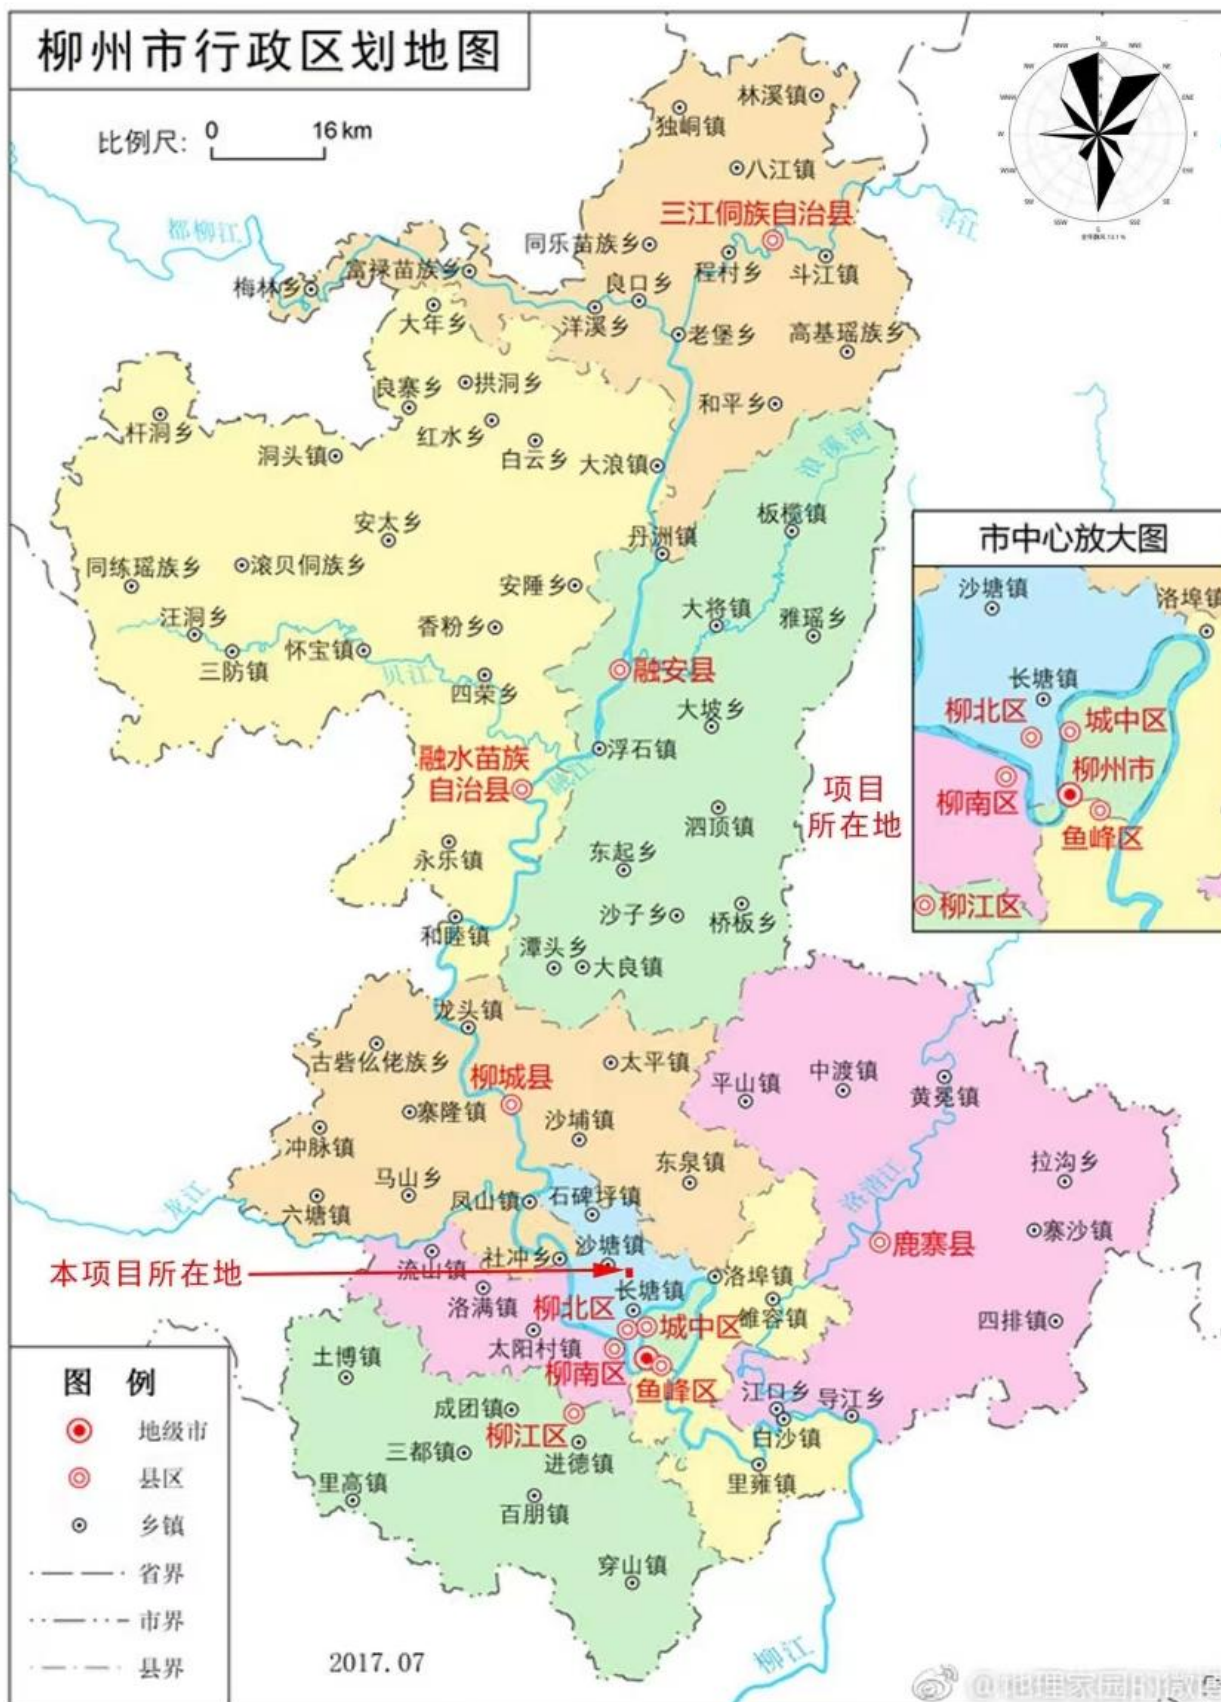 柳州市行政区划地图
比例尺: 0 16 km
N
NNE
NE
ENE
E
SSE
S
SSW
SW
WSW
W
WNW
NW
NNW
林溪镇
独峒镇
八江镇
三江侗族自治县
寻江
都柳江
同乐苗族乡
程村乡
斗江镇
富禄苗族乡
梅林乡
良口乡
大年乡
洋溪乡
老堡乡
高基瑶族乡
良寨乡
拱洞乡
和平乡
杆洞乡
红水乡
洞头镇
白云乡
大浪镇
浪溪河
安太乡
丹洲镇
板榄镇
同练瑶族乡
滚贝侗族乡
安陲乡
汪洞乡
香粉乡
大将镇
雅瑶乡
三防镇
怀宝镇
贝江
四荣乡
融安县
大坡乡
融水苗族
自治县
融江
浮石镇
项目
所在地
泗顶镇
永乐镇
东起乡
沙子乡
桥板乡
和睦镇
潭头乡
大良镇
市中心放大图
沙塘镇
洛埠镇
长塘镇
柳北区
城中区
柳州市
柳南区
鱼峰区
柳江区
龙头镇
古砦仫佬族乡
太平镇
柳城县
平山镇
中渡镇
黄冕镇
寨隆镇
沙埔镇
冲脉镇
东泉镇
拉沟乡
马山乡
龙江
六塘镇
凤山镇
石碑坪镇
洛清江
寨沙镇
鹿寨县
社冲乡
沙塘镇
本项目所在地
流山镇
洛埠镇
长塘镇
洛满镇
柳北区
城中区
雒容镇
四排镇
太阳村镇
柳南区
鱼峰区
土博镇
江口乡
导江乡
成团镇
柳江区
白沙镇
三都镇
进德镇
里雍镇
里高镇
百朋镇
穿山镇
柳江
图 例
地级市
县区
乡镇
省界
市界
县界
2017.07
@地理家园的微博